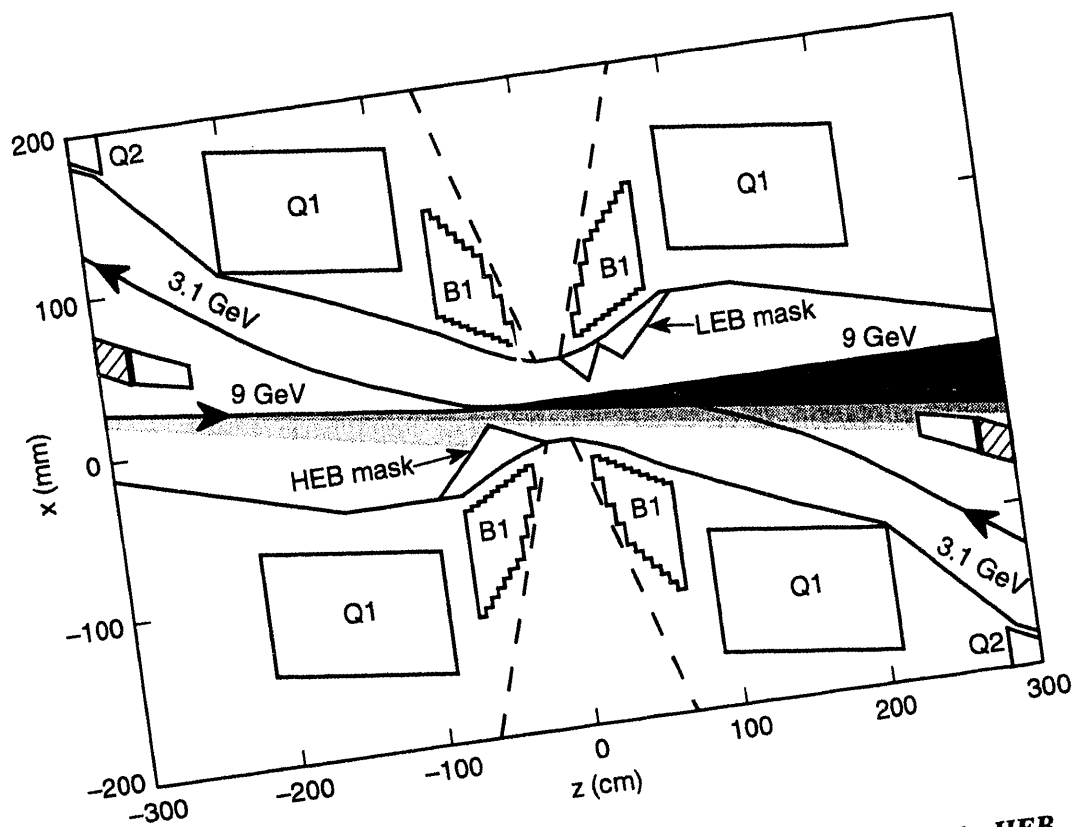 200
Q2
Q1
Q1
B1
B1
3.1 GeV
LEB mask
100
9 GeV
9 GeV
x (mm)
0
HEB mask
B1
B1
3.1 GeV
Q1
Q1
-100
Q2
-200
-300
-200
-100
0
100
200
300
z (cm)
HEB